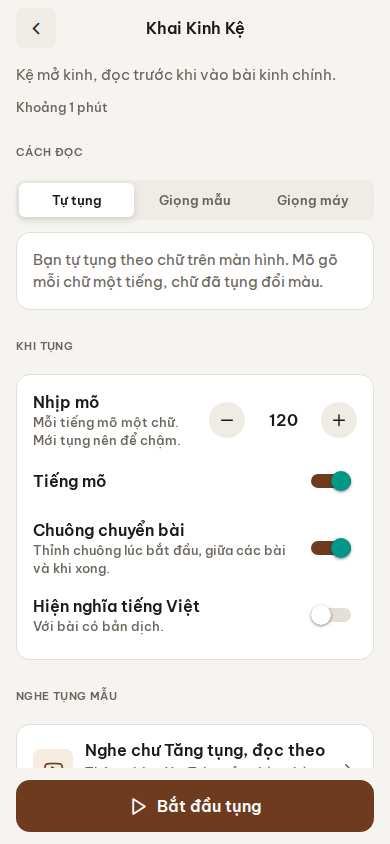 Khai Kinh Kệ
Kệ mở kinh, đọc trước khi vào bài kinh chính.
Khoảng 1 phút
CÁCH ĐỌC
Tự tụng
Giọng mẫu
Giọng máy
Bạn tự tụng theo chữ trên màn hình. Mõ gõ
mỗi chữ một tiếng, chữ đã tụng đổi màu.
KHI TỤNG
Nhịp mõ
Mỗi tiếng mõ một chữ.
Mới tụng nên để chậm.
120
Tiếng mõ
Chuông chuyển bài
Thỉnh chuông lúc bắt đầu, giữa các bài
và khi xong.
Hiện nghĩa tiếng Việt
Với bài có bản dịch.
NGHE TỤNG MẪU
Nghe chư Tăng tụng, đọc theo
Bắt đầu tụng